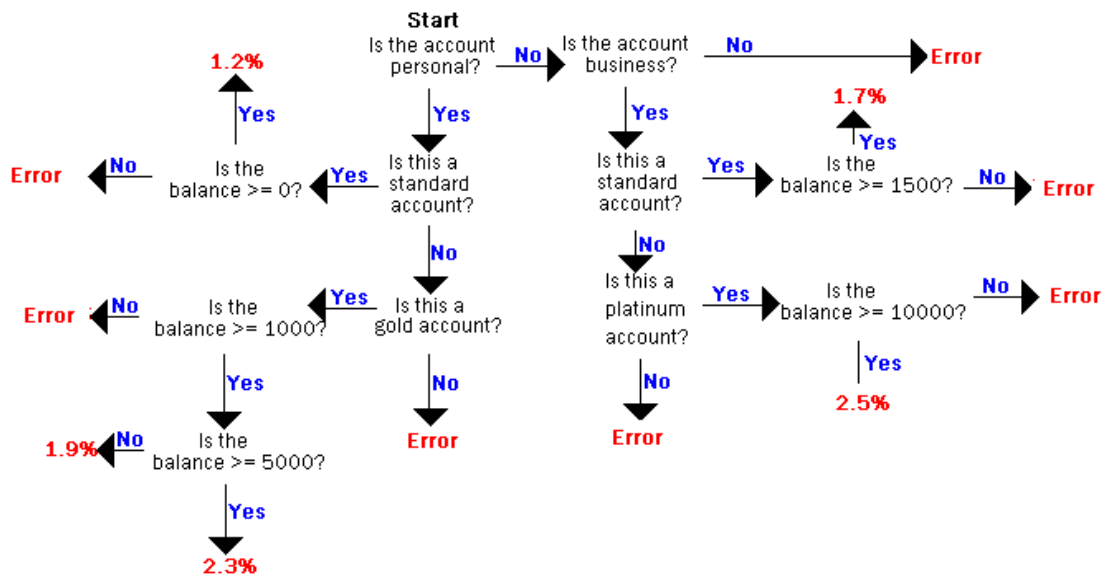 Start
Is the account
personal?
No
Is the account
business?
No
Error
1.2%
Yes
Yes
Yes
1.7%
Yes
Error
No
Is the
balance >= 0?
Yes
Is this a
standard
account?
Is this a
standard
account?
Yes
Is the
balance >= 1500?
No
Error
No
No
Error
No
Is the
balance >= 1000?
Yes
Is this a
gold account?
Is this a
platinum
account?
Yes
Is the
balance >= 10000?
No
Error
Yes
No
No
Yes
2.5%
1.9%
No
Is the
balance >= 5000?
Error
Error
Yes
2.3%